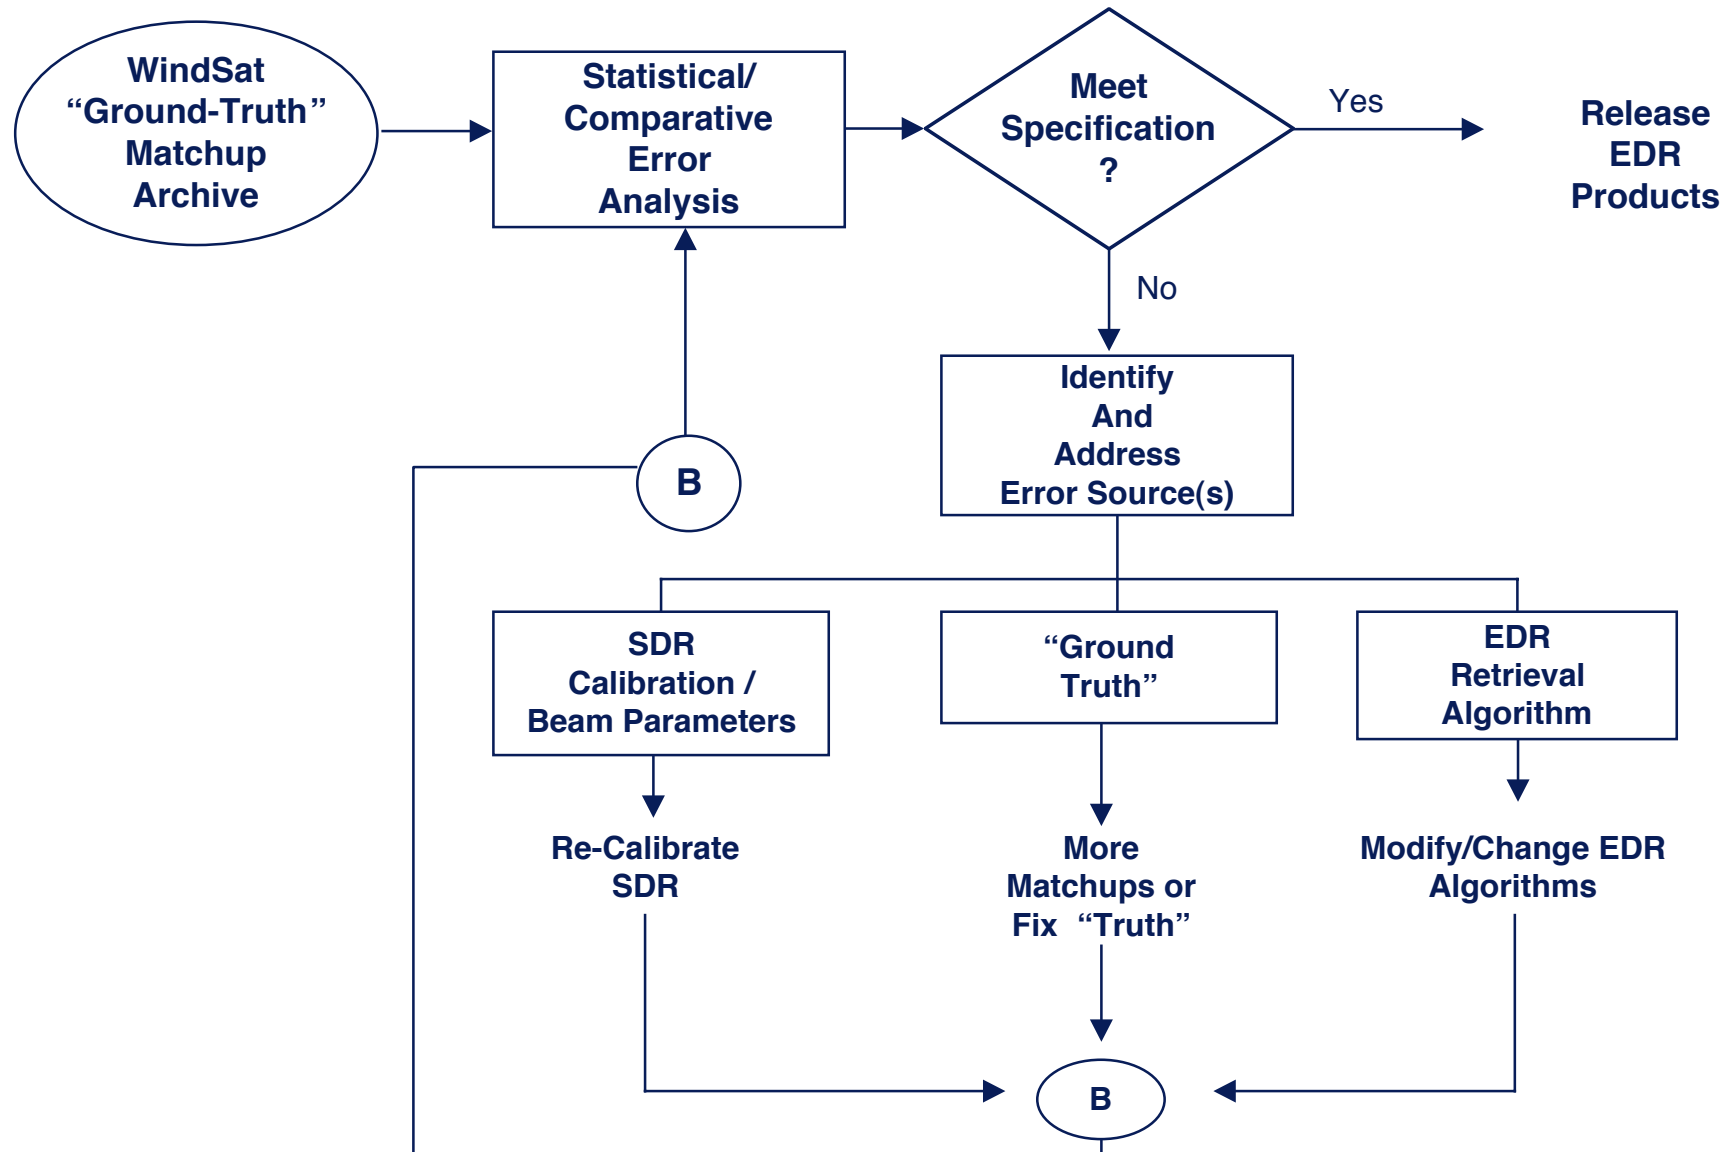 WindSat
“Ground-Truth”
Matchup
Archive
Statistical/
Comparative
Error
Analysis
Meet
Specification
?
Yes
Release
EDR
Products
No
Identify
And
Address
Error Source(s)
B
SDR
Calibration /
Beam Parameters
“Ground
Truth”
EDR
Retrieval
Algorithm
Re-Calibrate
SDR
More
Matchups or
Fix “Truth”
Modify/Change EDR
Algorithms
B